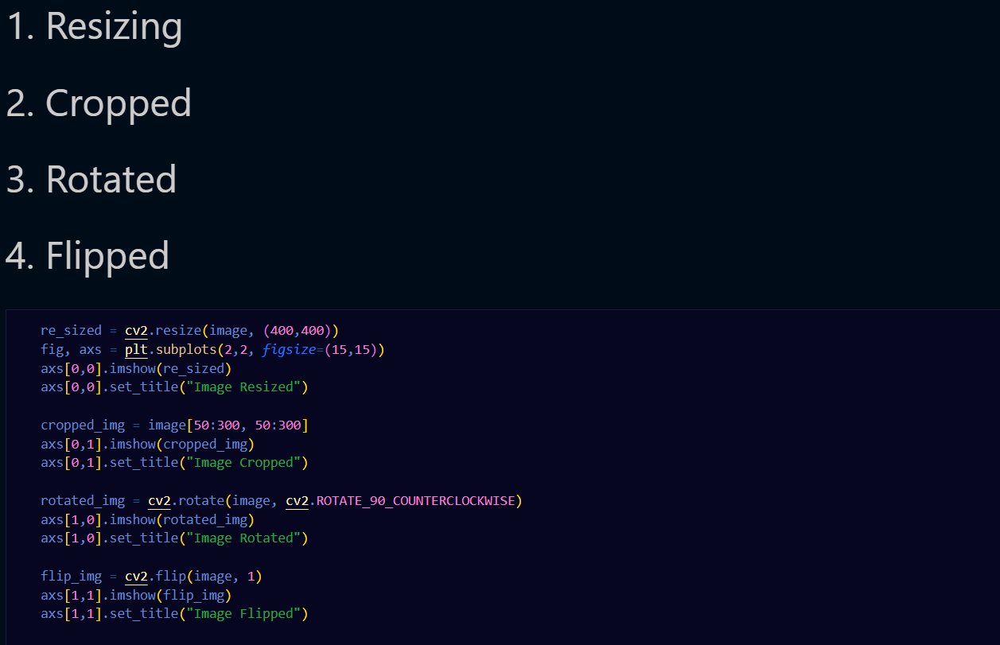 1. Resizing
2. Cropped
3. Rotated
4. Flipped
re_sized = cv2.resize(image, (400,400))
fig, axs = plt.subplots(2,2, figsize=(15,15))
axs[0,0].imshow(re_sized)
axs[0,0].set_title("Image Resized")
cropped_img = image[50:300, 50:300]
axs[0,1].imshow(cropped_img)
axs[0,1].set_title("Image Cropped")
rotated_img = cv2.rotate(image, cv2.ROTATE_90_COUNTERCLOCKWISE)
axs[1,0].imshow(rotated_img)
axs[1,0].set_title("Image Rotated")
flip_img = cv2.flip(image, 1)
axs[1,1].imshow(flip_img)
axs[1,1].set_title("Image Flipped")